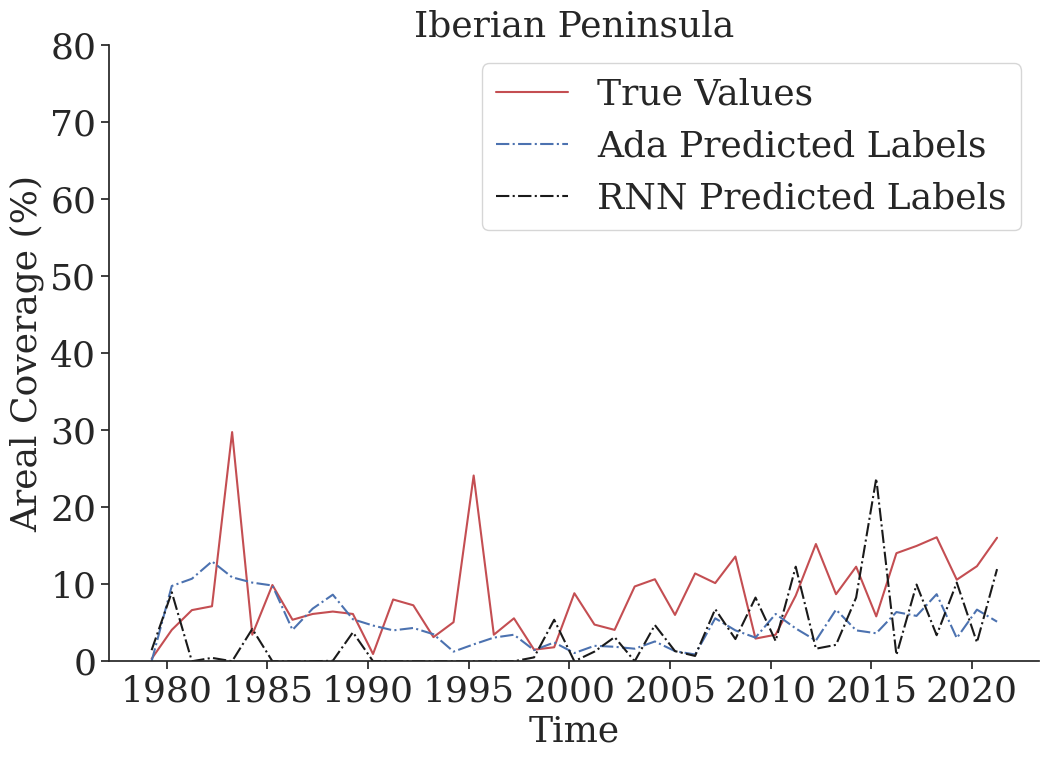 Iberian Peninsula
80
70
60
50
40
30
20
10
0
Areal Coverage (%)
True Values
Ada Predicted Labels
RNN Predicted Labels
1980 1985 1990 1995 2000 2005 2010 2015 2020
Time